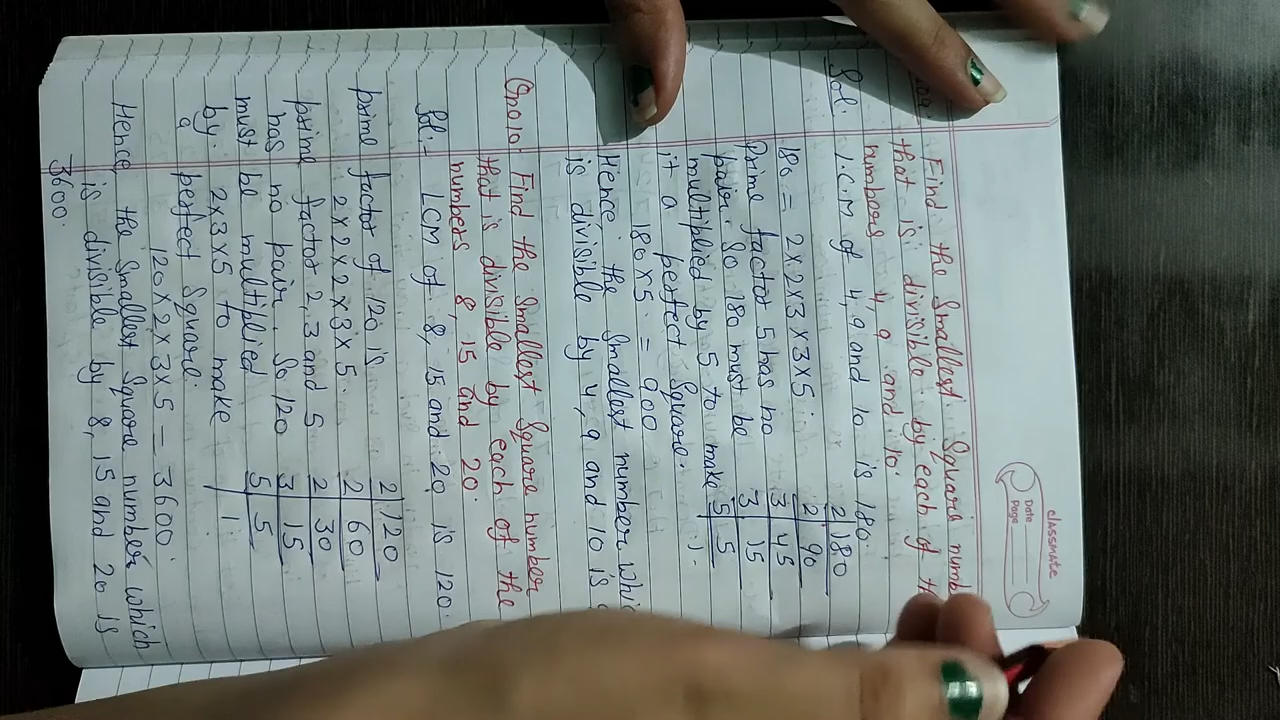 classmate
Date
Page
Find the Smallest Square numb
that is divisible by each of th
numbers 4, 9 and 10.
Sol: L.C.M of 4, 9 and 10 is 180.
180 = 2×2×3×3×5
Prime factor 5 has no
pair. So 180 must be
multiplied by 5 to make
it a perfect Square.
180×5 = 900
2 180
2 90
3 45
3 15
5 5
1
Hence, the Smallest number whic
is divisible by 4, 9 and 10 is
Qno10. Find the Smallest Square number
that is divisible by each of the
numbers 8, 15 and 20.
Sol:- LCM of 8, 15 and 20 is 120.
prime factor of 120 is
2×2×2×3×5.
prime factor 2, 3 and 5
has no pair. So 120
must be multiplied
by 2×3×5 to make
a perfect Square.
2 120
2 60
2 30
3 15
5 5
1
120×2×3×5 = 3600.
Hence, the Smallest Square number which
is divisible by 8, 15 and 20 is
3600.